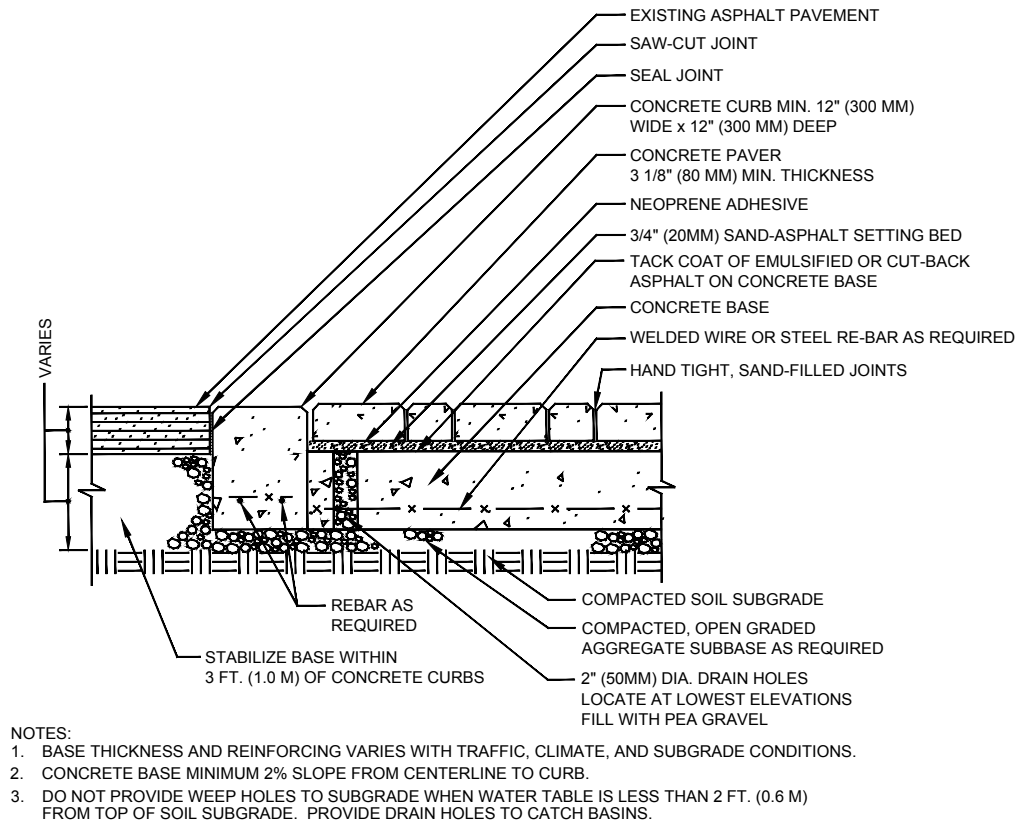 EXISTING ASPHALT PAVEMENT
SAW-CUT JOINT
SEAL JOINT
CONCRETE CURB MIN. 12" (300 MM)
WIDE x 12" (300 MM) DEEP
CONCRETE PAVER
3 1/8" (80 MM) MIN. THICKNESS
NEOPRENE ADHESIVE
3/4" (20MM) SAND-ASPHALT SETTING BED
TACK COAT OF EMULSIFIED OR CUT-BACK
ASPHALT ON CONCRETE BASE
CONCRETE BASE
WELDED WIRE OR STEEL RE-BAR AS REQUIRED
HAND TIGHT, SAND-FILLED JOINTS
VARIES
COMPACTED SOIL SUBGRADE
COMPACTED, OPEN GRADED
AGGREGATE SUBBASE AS REQUIRED
2" (50MM) DIA. DRAIN HOLES
LOCATE AT LOWEST ELEVATIONS
FILL WITH PEA GRAVEL
REBAR AS
REQUIRED
STABILIZE BASE WITHIN
3 FT. (1.0 M) OF CONCRETE CURBS
NOTES:
1. BASE THICKNESS AND REINFORCING VARIES WITH TRAFFIC, CLIMATE, AND SUBGRADE CONDITIONS.
2. CONCRETE BASE MINIMUM 2% SLOPE FROM CENTERLINE TO CURB.
3. DO NOT PROVIDE WEEP HOLES TO SUBGRADE WHEN WATER TABLE IS LESS THAN 2 FT. (0.6 M)
FROM TOP OF SOIL SUBGRADE. PROVIDE DRAIN HOLES TO CATCH BASINS.